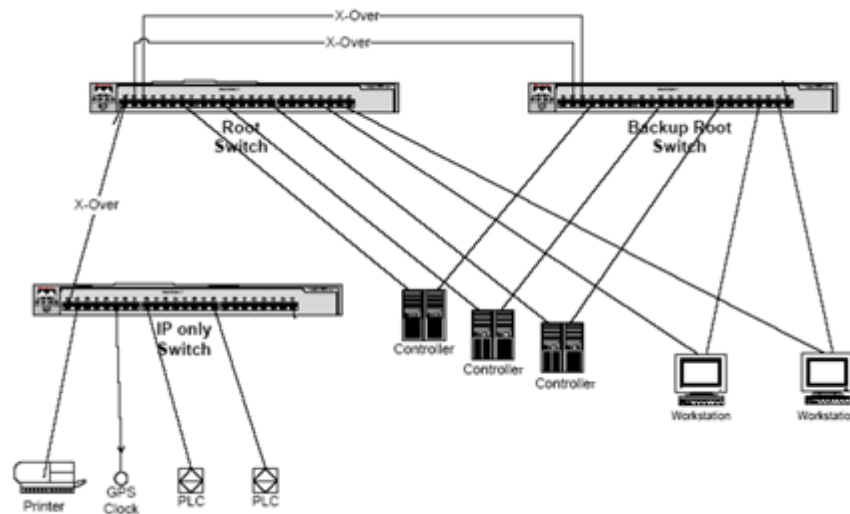 X-Over
X-Over
Root
Switch
Backup Root
Switch
X-Over
IP only
Switch
Controller
Controller
Controller
Workstation
Workstation
Printer
GPS
Clock
PLC
PLC